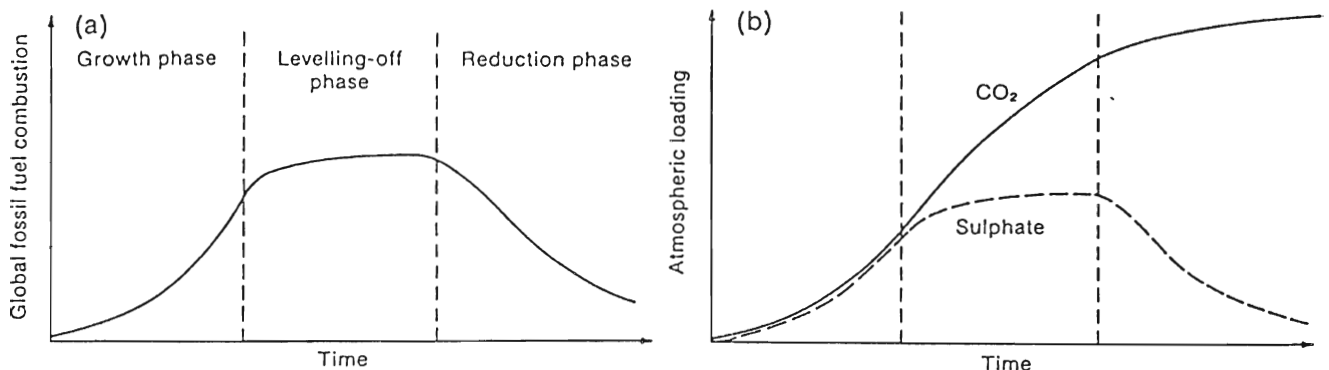 (a)
Growth phase
Levelling-off
phase
Reduction phase
Global fossil fuel combustion
Time
(b)
CO₂
Sulphate
Atmospheric loading
Time